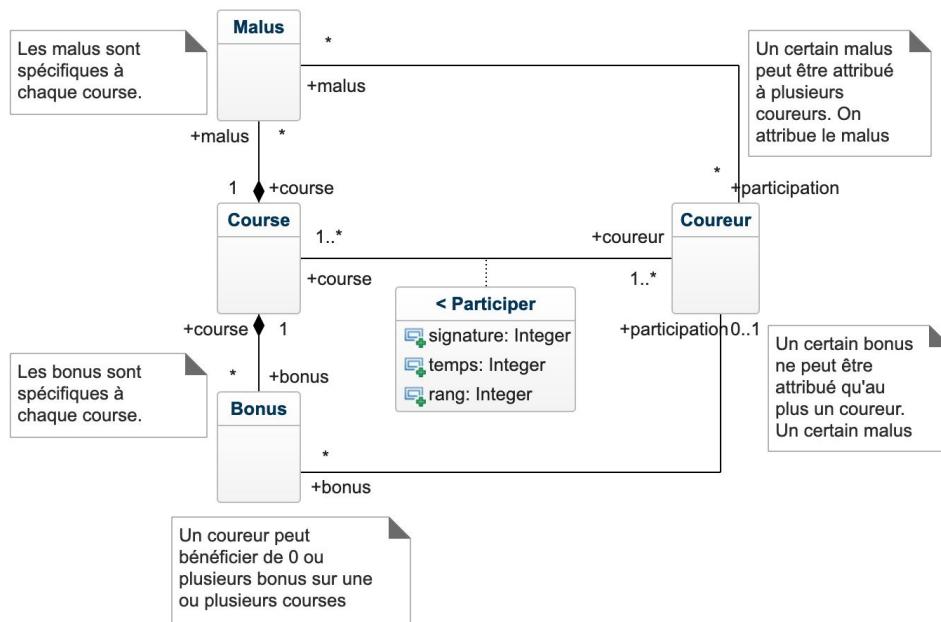 Malus
Les malus sont
spécifiques à
chaque course.
*
+malus
Un certain malus
peut être attribué
à plusieurs
coureurs. On
attribue le malus
+malus
*
1
+course
*
+participation
Course
Coureur
1..*
+coureur
+course
1..*
< Participer
signature: Integer
temps: Integer
rang: Integer
+course
1
+participation
0..1
Les bonus sont
spécifiques à
chaque course.
*
+bonus
Un certain bonus
ne peut être
attribué qu'au
plus un coureur.
Un certain malus
Bonus
*
+bonus
Un coureur peut
bénéficier de 0 ou
plusieurs bonus sur une
ou plusieurs courses